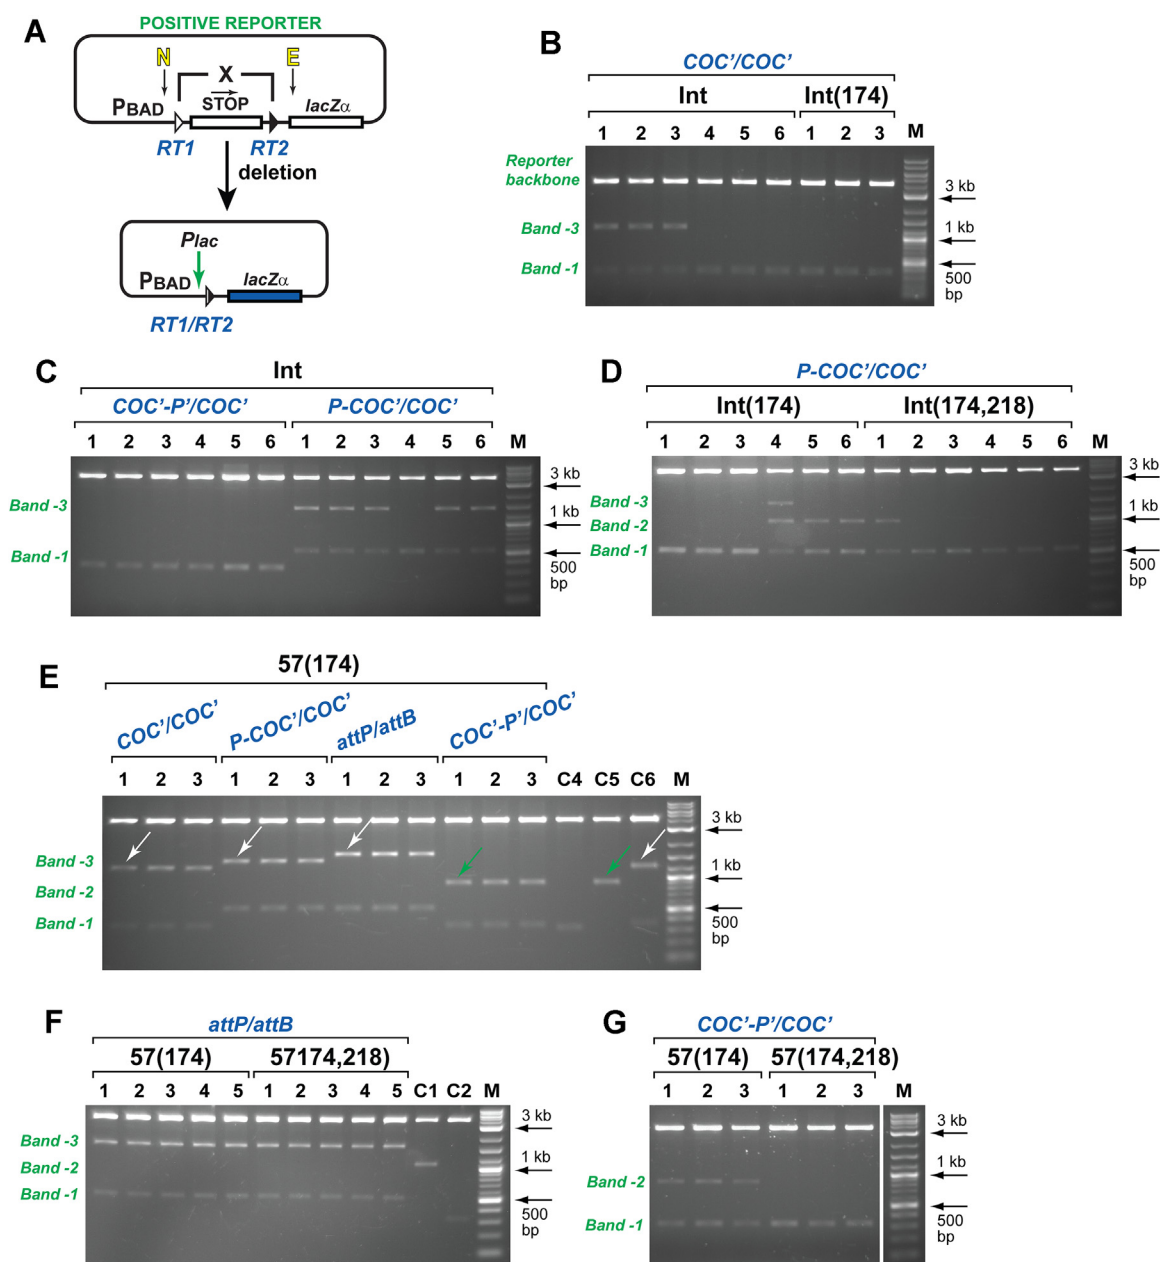 A
POSITIVE REPORTER
N
E
X
PBAD
STOP
lacZα
RT1
RT2
deletion
Plac
PBAD
lacZα
RT1/RT2
B
COC'/COC'
Int
Int(174)
1 2 3 4 5 6 1 2 3 M
Reporter
backbone
3 kb
Band -3
1 kb
Band -1
500
bp
C
Int
COC'-P'/COC'
P-COC'/COC'
1 2 3 4 5 6 1 2 3 4 5 6 M
3 kb
Band -3
1 kb
Band -1
500
bp
D
P-COC'/COC'
Int(174)
Int(174,218)
1 2 3 4 5 6 1 2 3 4 5 6 M
3 kb
Band -3
1 kb
Band -2
Band -1
500
bp
E
57(174)
COC'/COC'
P-COC'/COC'
attP/attB
COC'-P'/COC'
1 2 3 1 2 3 1 2 3 1 2 3 C4 C5 C6 M
3 kb
Band -3
1 kb
Band -2
Band -1
500
bp
F
attP/attB
57(174)
57174,218)
1 2 3 4 5 1 2 3 4 5 C1 C2 M
3 kb
Band -3
1 kb
Band -2
Band -1
500
bp
G
COC'-P'/COC'
57(174)
57(174,218)
1 2 3 1 2 3 M
3 kb
1 kb
Band -2
Band -1
500
bp